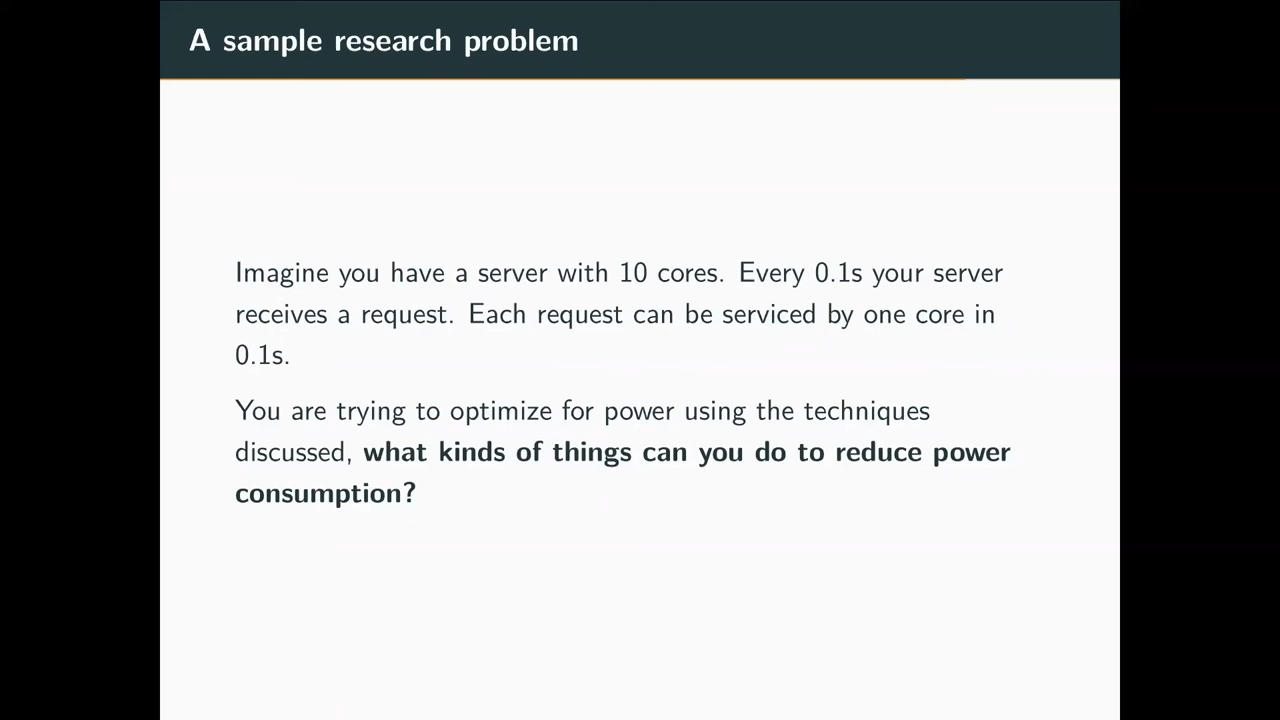 A sample research problem
Imagine you have a server with 10 cores. Every 0.1s your server
receives a request. Each request can be serviced by one core in
0.1s.
You are trying to optimize for power using the techniques
discussed, what kinds of things can you do to reduce power
consumption?